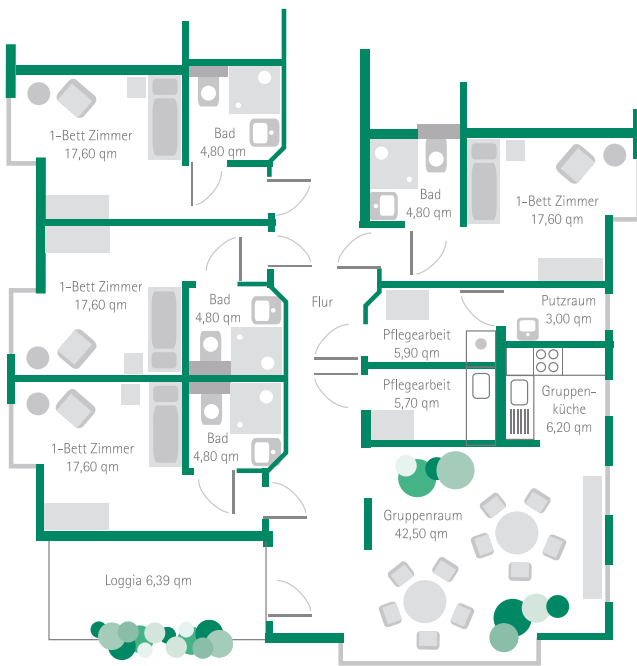 1-Bett Zimmer
17,60 qm
Bad
4,80 qm
Bad
4,80 qm
1-Bett Zimmer
17,60 qm
1-Bett Zimmer
17,60 qm
Bad
4,80 qm
Flur
Putzraum
3,00 qm
Pflegearbeit
5,90 qm
Pflegearbeit
5,70 qm
Gruppen-
küche
6,20 qm
1-Bett Zimmer
17,60 qm
Bad
4,80 qm
Gruppenraum
42,50 qm
Loggia 6,39 qm